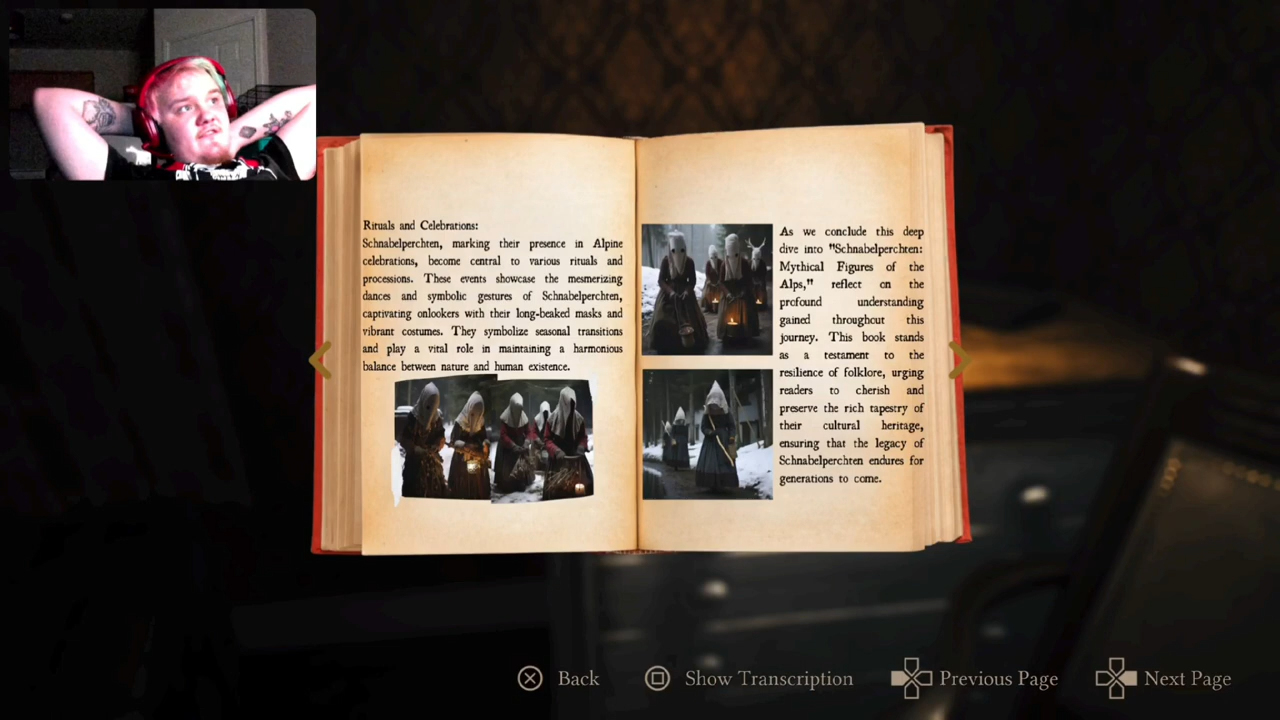 Rituals and Celebrations:
Schnabelperchten, marking their presence in Alpine
celebrations, become central to various rituals and
processions. These events showcase the mesmerizing
dances and symbolic gestures of Schnabelperchten,
captivating onlookers with their long-beaked masks and
vibrant costumes. They symbolize seasonal transitions
and play a vital role in maintaining a harmonious
balance between nature and human existence.
As we conclude this deep
dive into "Schnabelperchten:
Mythical Figures of the
Alps," reflect on the
profound understanding
gained throughout this
journey. This book stands
as a testament to the
resilience of folklore, urging
readers to cherish and
preserve the rich tapestry of
their cultural heritage,
ensuring that the legacy of
Schnabelperchten endures for
generations to come.
Back
Show Transcription
Previous Page
Next Page